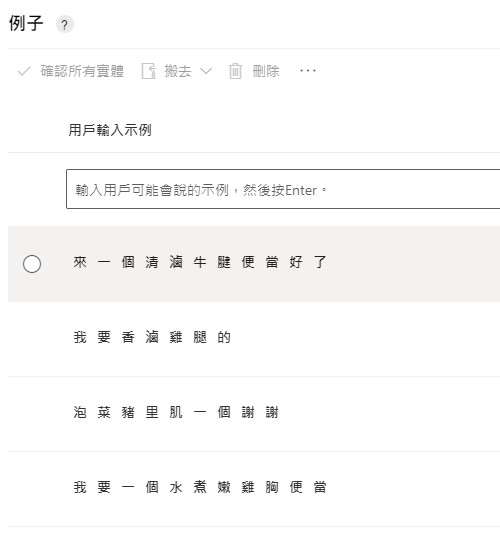 例子 ?
確認所有實體 搬去 刪除 ···
用戶輸入示例
輸入用戶可能會說的示例，然後按Enter。
來 一 個 清 滷 牛 腱 便 當 好 了
我 要 香 滷 雞 腿 的
泡 菜 豬 里 肌 一 個 謝 謝
我 要 一 個 水 煮 嫩 雞 胸 便 當